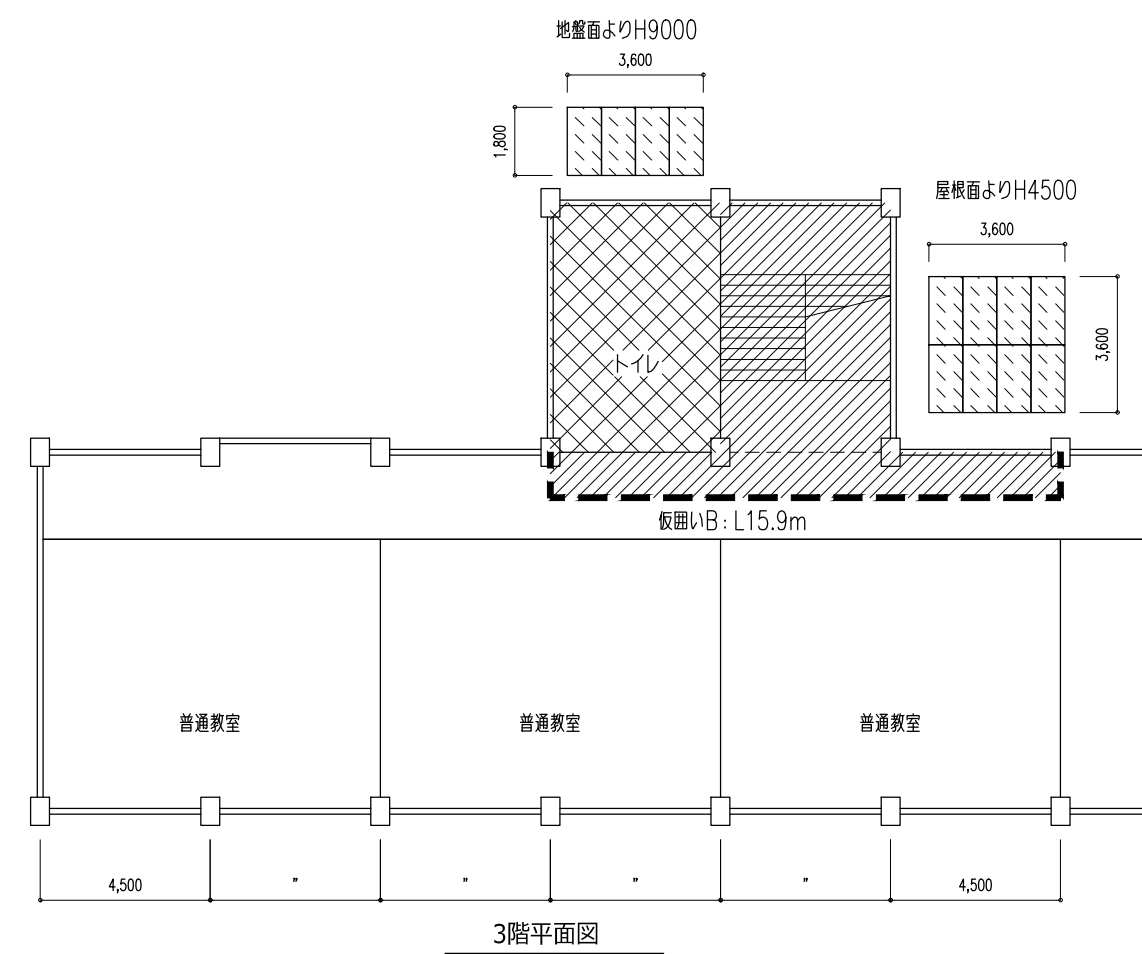 地盤面よりH9000
3,600
1,800
屋根面よりH4500
3,600
3,600
トイレ
仮囲いB：L15.9m
普通教室
普通教室
普通教室
4,500
〃
〃
〃
〃
4,500
3階平面図